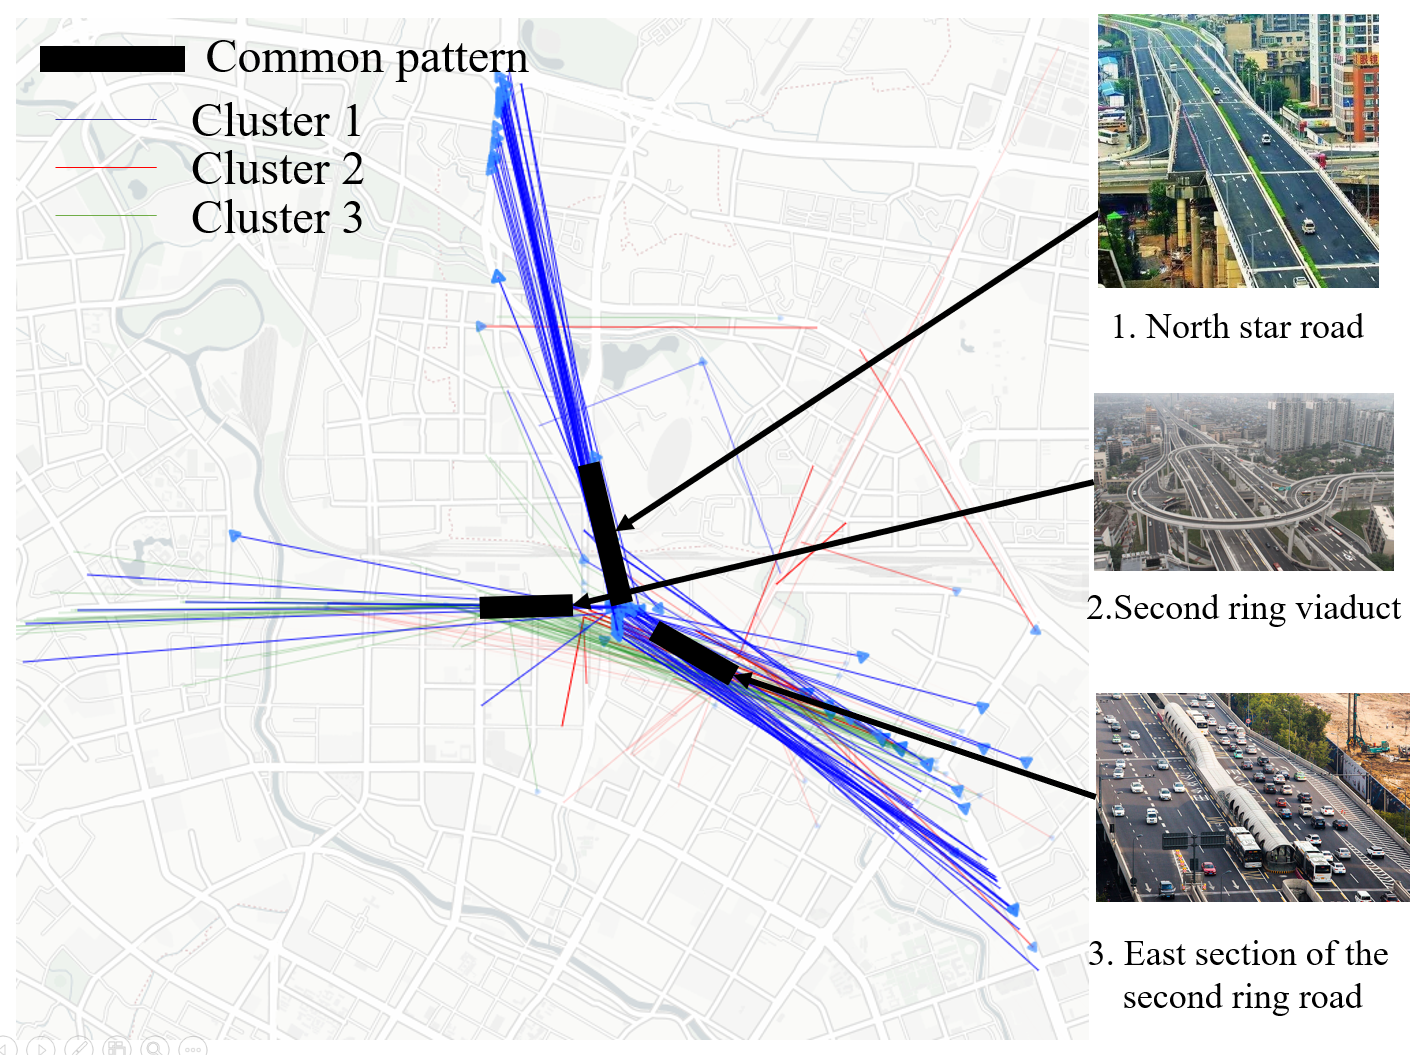 Common pattern
Cluster 1
Cluster 2
Cluster 3
1. North star road
2.Second ring viaduct
3. East section of the
second ring road